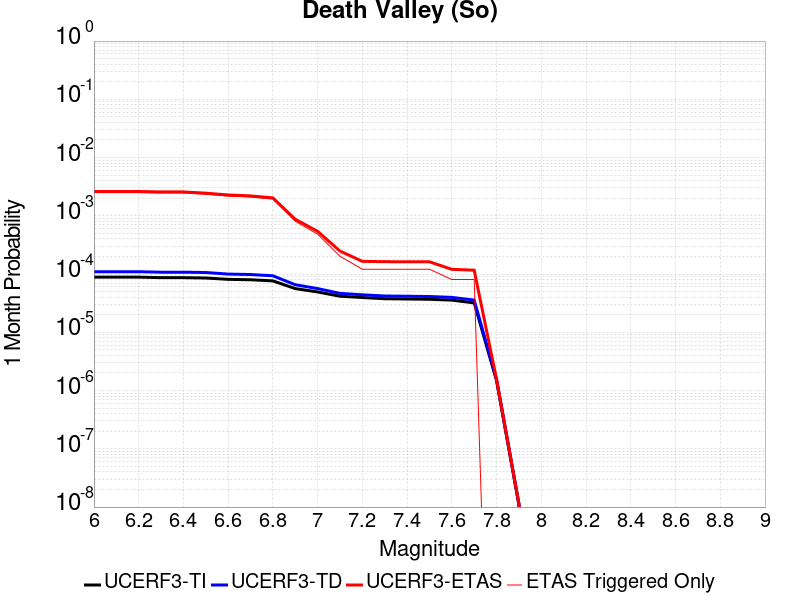 Death Valley (So)
1 Month Probability
10^0
10^-1
10^-2
10^-3
10^-4
10^-5
10^-6
10^-7
10^-8
6 6.2 6.4 6.6 6.8 7 7.2 7.4 7.6 7.8 8 8.2 8.4 8.6 8.8 9
Magnitude
UCERF3-TI UCERF3-TD UCERF3-ETAS ETAS Triggered Only